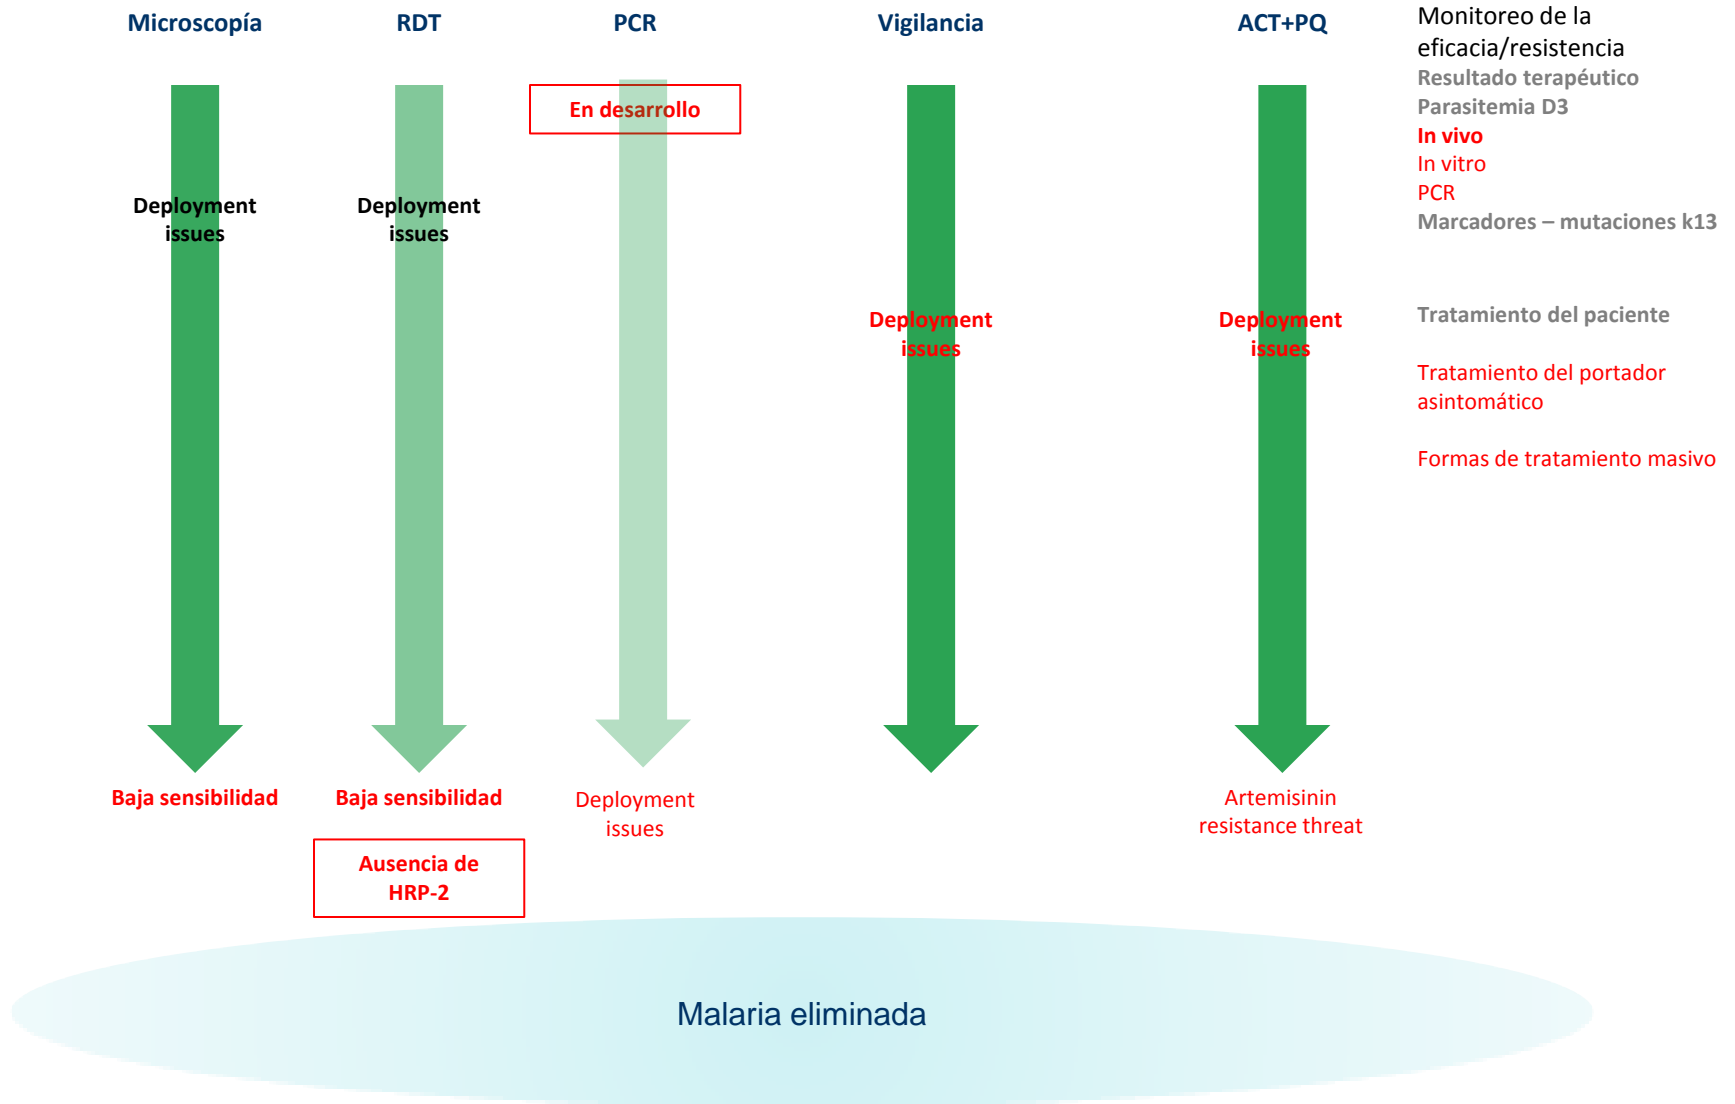 Microscopía
RDT
PCR
Vigilancia
ACT+PQ
Monitoreo de la
eficacia/resistencia
Resultado terapéutico
Parasitemia D3
In vivo
In vitro
PCR
Marcadores – mutaciones k13
En desarrollo
Deployment
issues
Deployment
issues
Deployment
issues
Deployment
issues
Tratamiento del paciente
Tratamiento del portador
asintomático
Formas de tratamiento masivo
Baja sensibilidad
Baja sensibilidad
Deployment
issues
Artemisinin
resistance threat
Ausencia de
HRP-2
Malaria eliminada